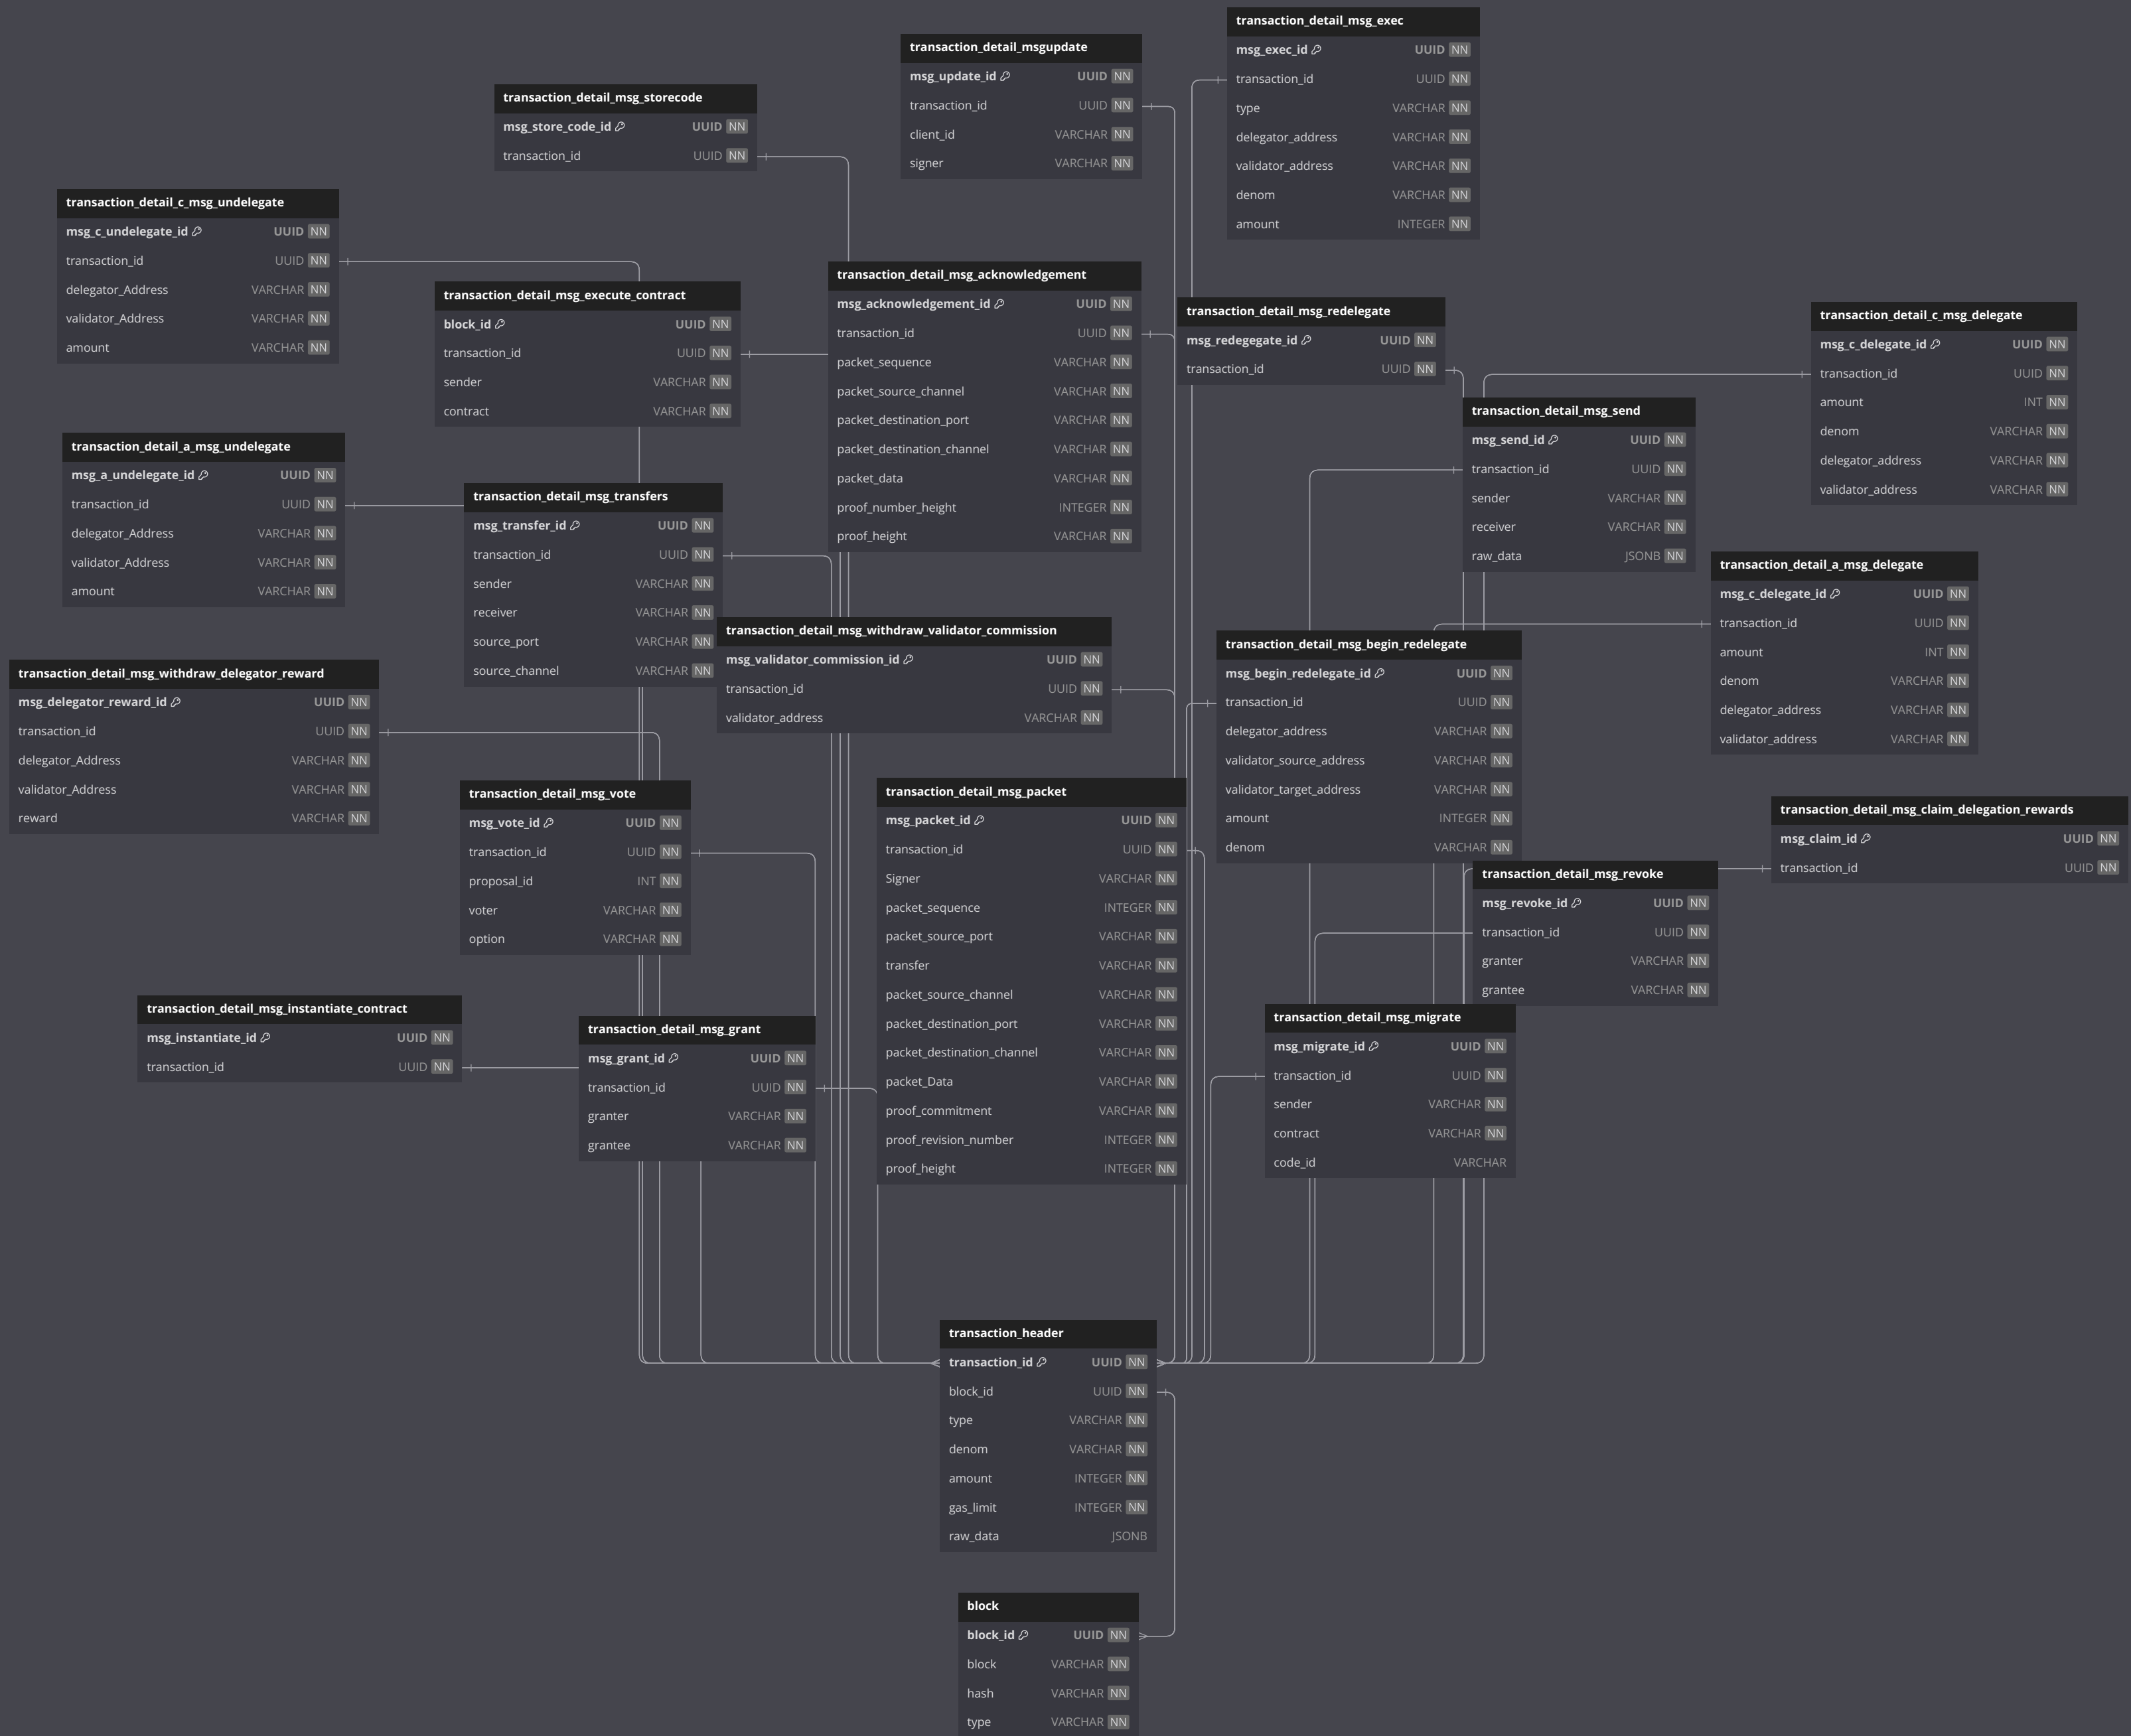 transaction_detail_msg_exec
msg_exec_id UUID NN
transaction_id UUID NN
type VARCHAR NN
delegator_address VARCHAR NN
validator_address VARCHAR NN
denom VARCHAR NN
amount INTEGER NN
transaction_detail_msgupdate
msg_update_id UUID NN
transaction_id UUID NN
client_id VARCHAR NN
signer VARCHAR NN
transaction_detail_msg_storecode
msg_store_code_id UUID NN
transaction_id UUID NN
transaction_detail_c_msg_undelegate
msg_c_undelegate_id UUID NN
transaction_id UUID NN
delegator_Address VARCHAR NN
validator_Address VARCHAR NN
amount VARCHAR NN
transaction_detail_msg_execute_contract
block_id UUID NN
transaction_id UUID NN
sender VARCHAR NN
contract VARCHAR NN
transaction_detail_msg_acknowledgement
msg_acknowledgement_id UUID NN
transaction_id UUID NN
packet_sequence VARCHAR NN
packet_source_channel VARCHAR NN
packet_destination_port VARCHAR NN
packet_destination_channel VARCHAR NN
packet_data VARCHAR NN
proof_number_height INTEGER NN
proof_height VARCHAR NN
transaction_detail_msg_redelegate
msg_redegegate_id UUID NN
transaction_id UUID NN
transaction_detail_c_msg_delegate
msg_c_delegate_id UUID NN
transaction_id UUID NN
amount INT NN
denom VARCHAR NN
delegator_address VARCHAR NN
validator_address VARCHAR NN
transaction_detail_msg_send
msg_send_id UUID NN
transaction_id UUID NN
sender VARCHAR NN
receiver VARCHAR NN
raw_data JSONB NN
transaction_detail_a_msg_undelegate
msg_a_undelegate_id UUID NN
transaction_id UUID NN
delegator_Address VARCHAR NN
validator_Address VARCHAR NN
amount VARCHAR NN
transaction_detail_msg_transfers
msg_transfer_id UUID NN
transaction_id UUID NN
sender VARCHAR NN
receiver VARCHAR NN
source_port VARCHAR NN
source_channel VARCHAR NN
transaction_detail_a_msg_delegate
msg_c_delegate_id UUID NN
transaction_id UUID NN
amount INT NN
denom VARCHAR NN
delegator_address VARCHAR NN
validator_address VARCHAR NN
transaction_detail_msg_withdraw_validator_commission
msg_validator_commission_id UUID NN
transaction_id UUID NN
validator_address VARCHAR NN
transaction_detail_msg_begin_redelegate
msg_begin_redelegate_id UUID NN
transaction_id UUID NN
delegator_address VARCHAR NN
validator_source_address VARCHAR NN
validator_target_address VARCHAR NN
amount INTEGER NN
denom VARCHAR NN
transaction_detail_msg_withdraw_delegator_reward
msg_delegator_reward_id UUID NN
transaction_id UUID NN
delegator_Address VARCHAR NN
validator_Address VARCHAR NN
reward VARCHAR NN
transaction_detail_msg_vote
msg_vote_id UUID NN
transaction_id UUID NN
proposal_id INT NN
voter VARCHAR NN
option VARCHAR NN
transaction_detail_msg_packet
msg_packet_id UUID NN
transaction_id UUID NN
Signer VARCHAR NN
packet_sequence INTEGER NN
packet_source_port VARCHAR NN
transfer VARCHAR NN
packet_source_channel VARCHAR NN
packet_destination_port VARCHAR NN
packet_destination_channel VARCHAR NN
packet_Data VARCHAR NN
proof_commitment VARCHAR NN
proof_revision_number INTEGER NN
proof_height INTEGER NN
transaction_detail_msg_claim_delegation_rewards
msg_claim_id UUID NN
transaction_id UUID NN
transaction_detail_msg_revoke
msg_revoke_id UUID NN
transaction_id UUID NN
granter VARCHAR NN
grantee VARCHAR NN
transaction_detail_msg_instantiate_contract
msg_instantiate_id UUID NN
transaction_id UUID NN
transaction_detail_msg_grant
msg_grant_id UUID NN
transaction_id UUID NN
granter VARCHAR NN
grantee VARCHAR NN
transaction_detail_msg_migrate
msg_migrate_id UUID NN
transaction_id UUID NN
sender VARCHAR NN
contract VARCHAR NN
code_id VARCHAR
transaction_header
transaction_id UUID NN
block_id UUID NN
type VARCHAR NN
denom VARCHAR NN
amount INTEGER NN
gas_limit INTEGER NN
raw_data JSONB
block
block_id UUID NN
block VARCHAR NN
hash VARCHAR NN
type VARCHAR NN